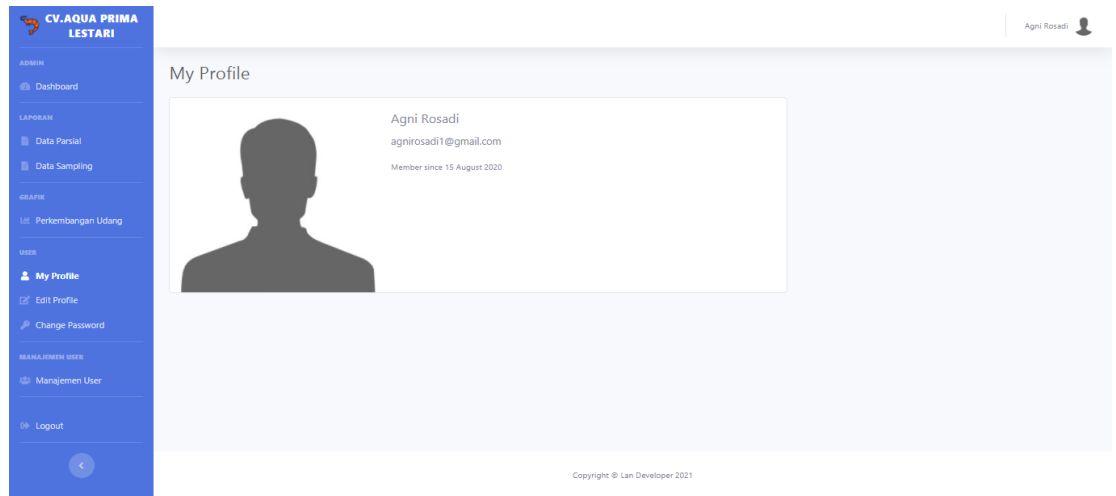 CV.AQUA PRIMA
LESTARI
ADMIN
Dashboard
LAPORAN
Data Parsial
Data Sampling
GRAFIK
Perkembangan Udang
USER
My Profile
Edit Profile
Change Password
MANAJEMEN USER
Manajemen User
Logout
Agni Rosadi
My Profile
Agni Rosadi
agnirosadi1@gmail.com
Member since 15 August 2020
Copyright © Lan Developer 2021